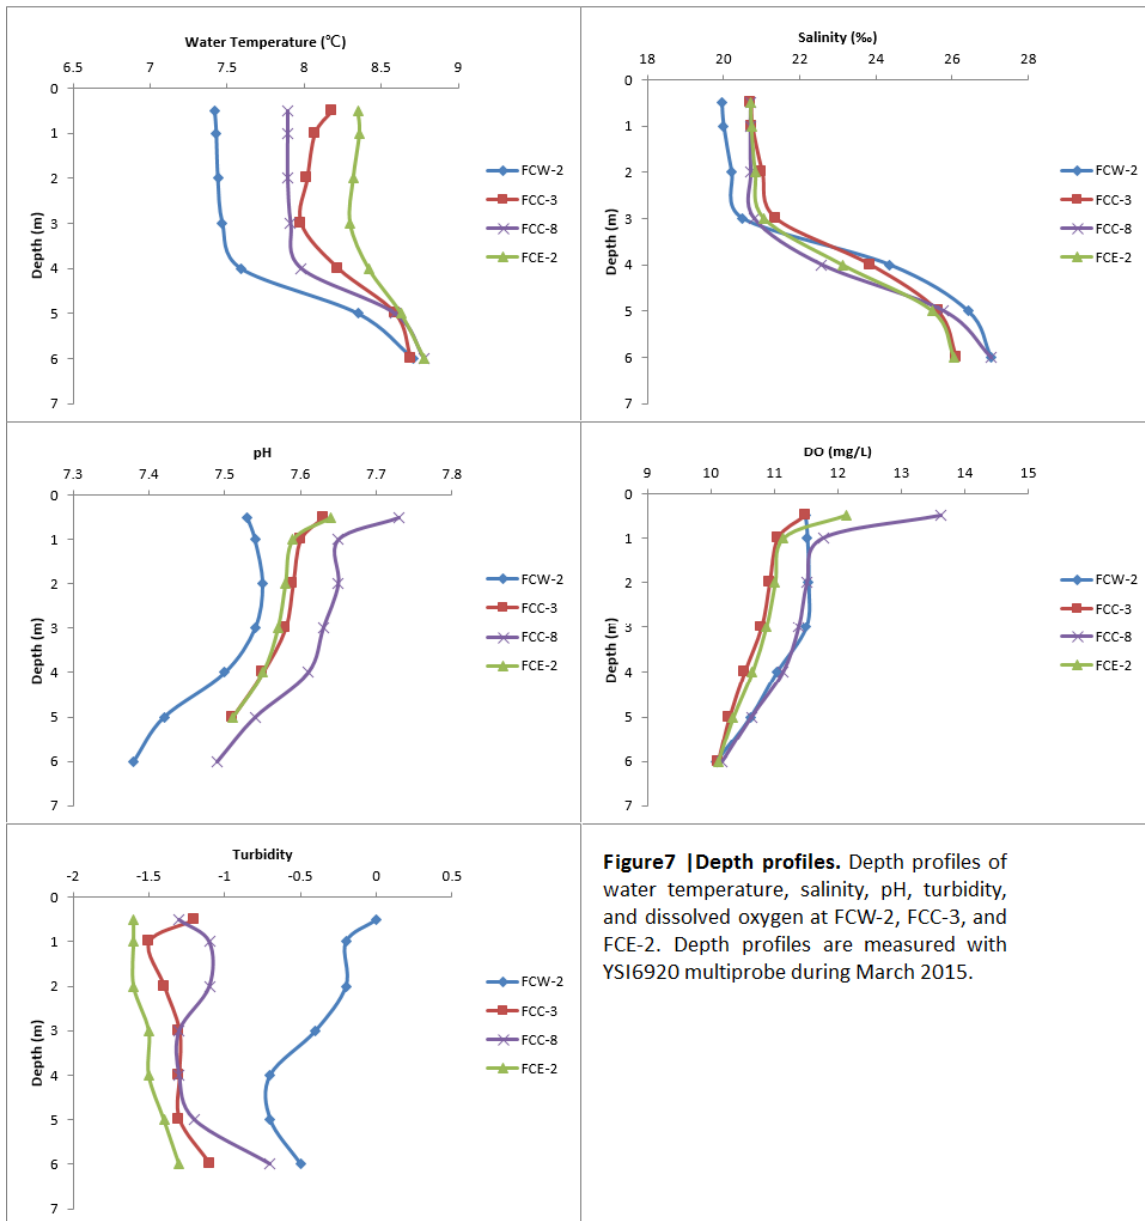 Water Temperature (℃)
6.5 7 7.5 8 8.5 9
0
1
2
3
4
5
6
7
Depth (m)
FCW-2
FCC-3
FCC-8
FCE-2
Salinity (‰)
18 20 22 24 26 28
0
1
2
3
4
5
6
7
Depth (m)
FCW-2
FCC-3
FCC-8
FCE-2
pH
7.3 7.4 7.5 7.6 7.7 7.8
0
1
2
3
4
5
6
7
Depth (m)
FCW-2
FCC-3
FCC-8
FCE-2
DO (mg/L)
9 10 11 12 13 14 15
0
1
2
3
4
5
6
7
Depth (m)
FCW-2
FCC-3
FCC-8
FCE-2
Turbidity
-2 -1.5 -1 -0.5 0 0.5
0
1
2
3
4
5
6
7
Depth (m)
FCW-2
FCC-3
FCC-8
FCE-2
Figure7 |Depth profiles. Depth profiles of
water temperature, salinity, pH, turbidity,
and dissolved oxygen at FCW-2, FCC-3, and
FCE-2. Depth profiles are measured with
YSI6920 multiprobe during March 2015.